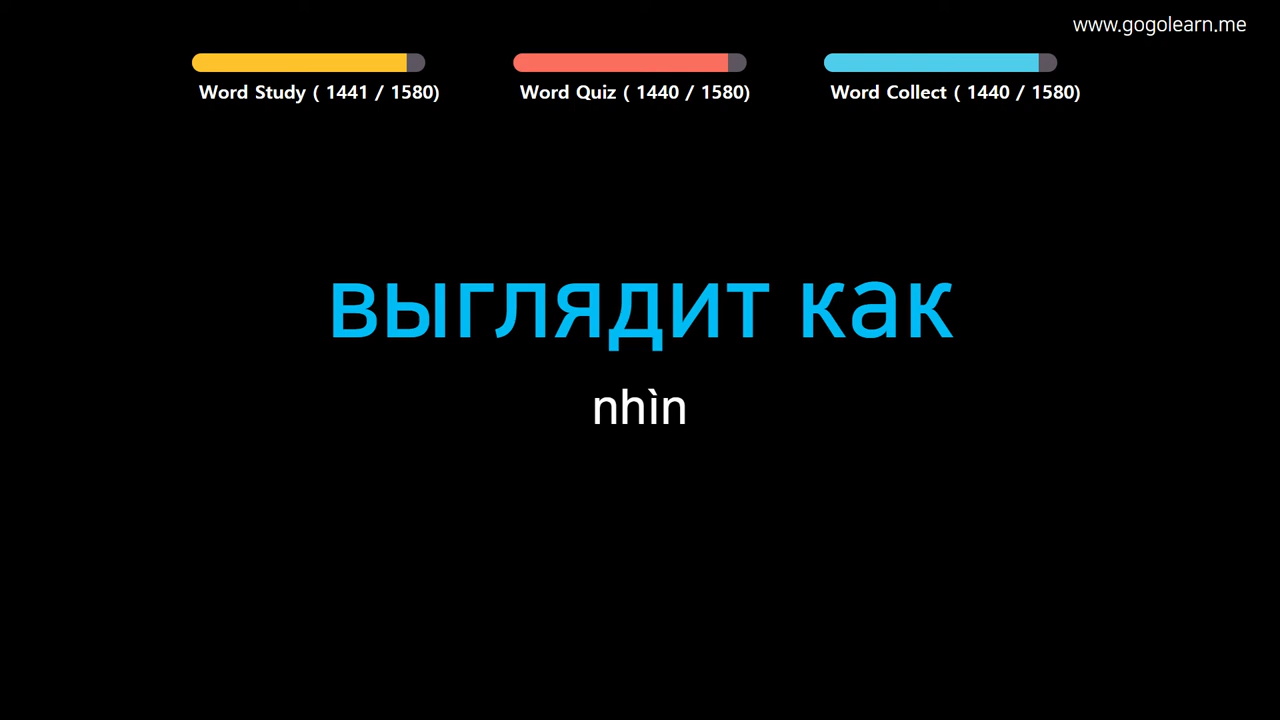 www.gogolearn.me
Word Study ( 1441 / 1580)
Word Quiz ( 1440 / 1580)
Word Collect ( 1440 / 1580)
выглядит как
nhìn